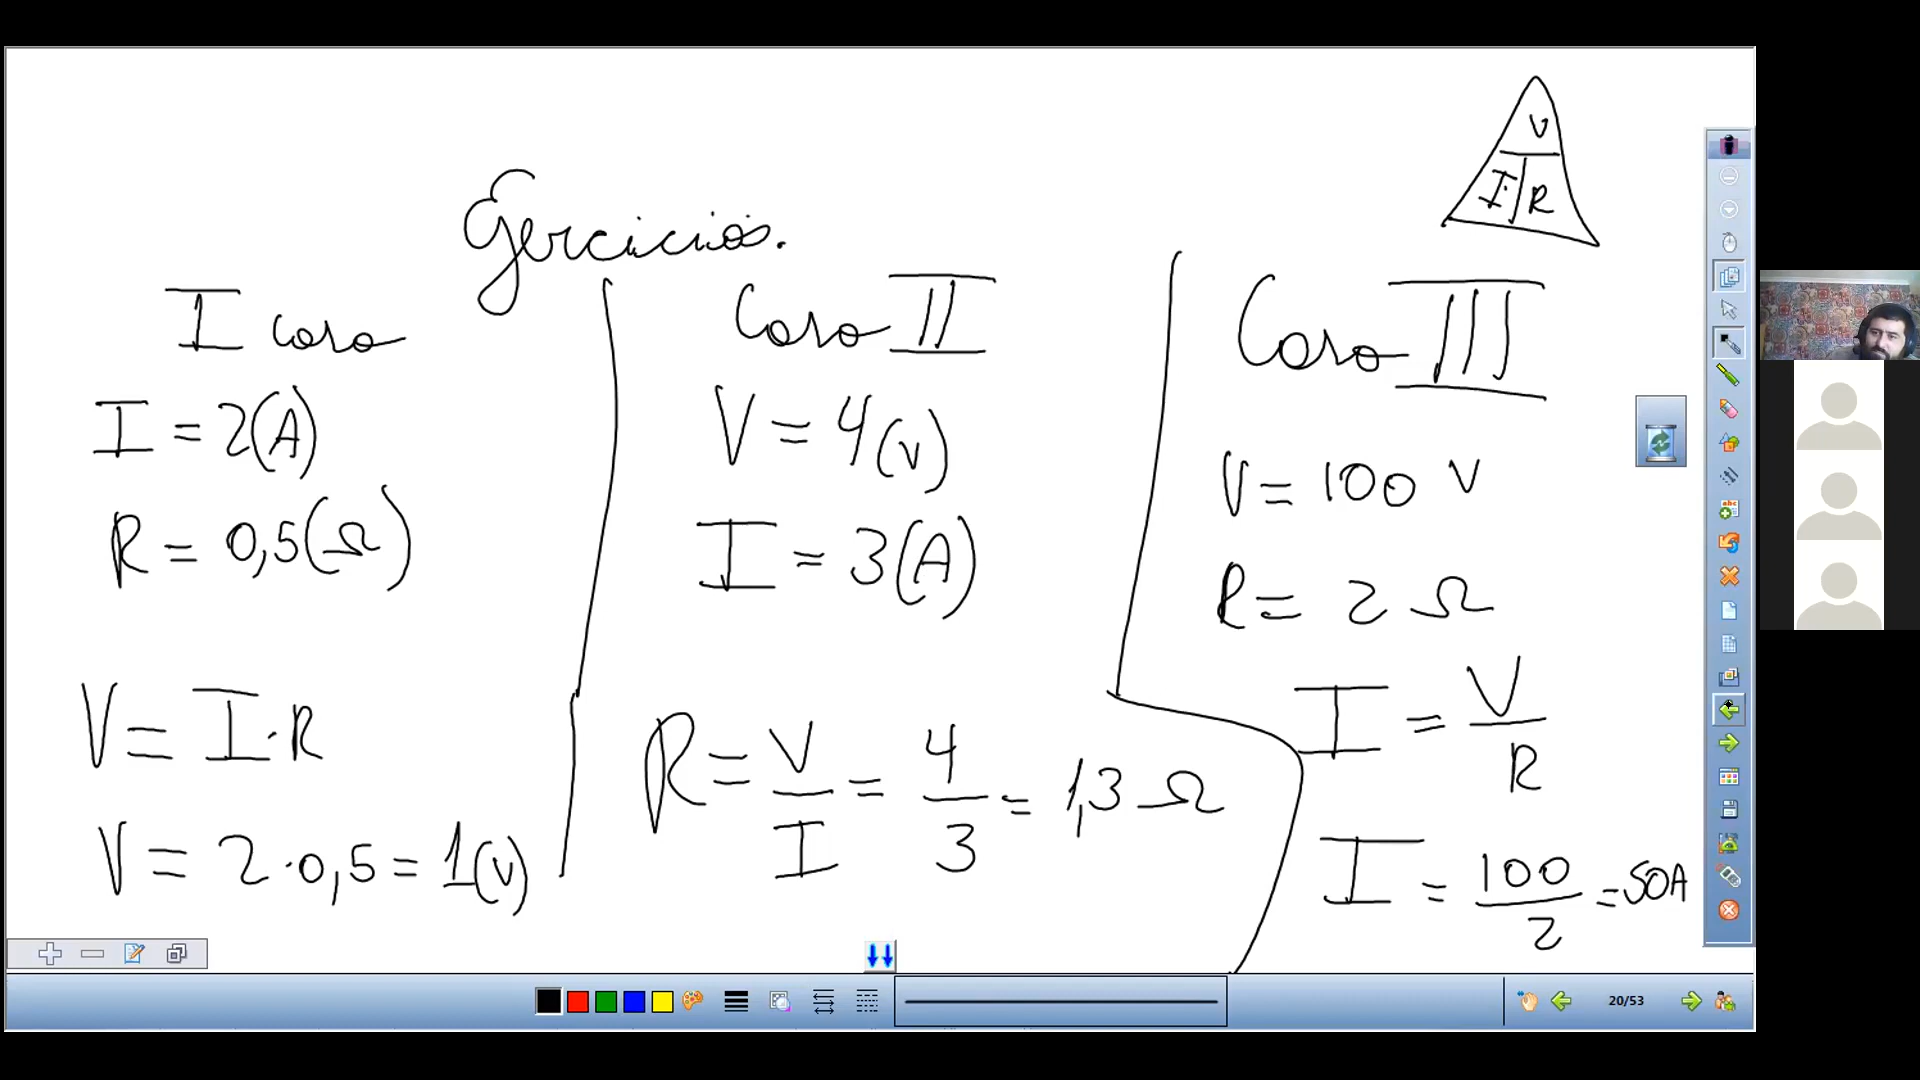 V
I · R
Ejercicios.
I caso
I = 2(A)
R = 0,5(Ω)
V = I·R
V = 2·0,5 = 1(v)
Caso II
V = 4(v)
I = 3(A)
R = V/I = 4/3 = 1,3 Ω
Caso III
V = 100 V
R = 2 Ω
I = V/R
I = 100/2 = 50A
20/53